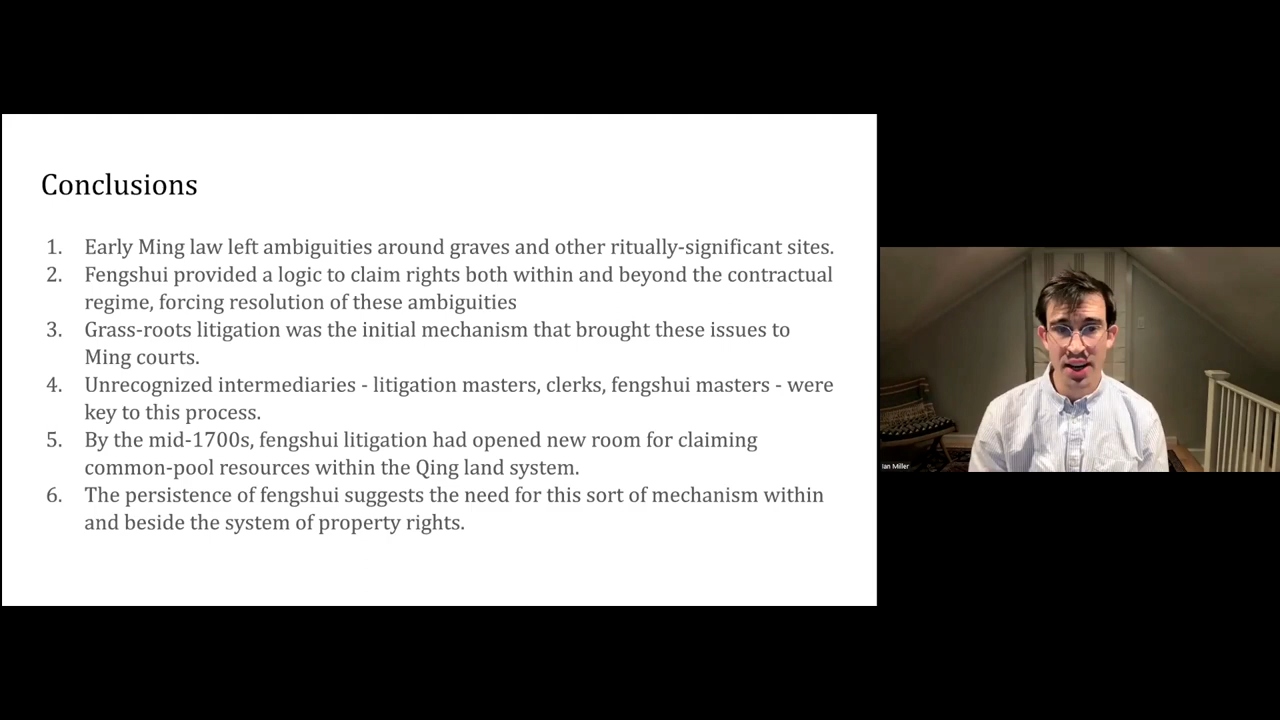 Conclusions
1. Early Ming law left ambiguities around graves and other ritually-significant sites.
2. Fengshui provided a logic to claim rights both within and beyond the contractual
regime, forcing resolution of these ambiguities
3. Grass-roots litigation was the initial mechanism that brought these issues to
Ming courts.
4. Unrecognized intermediaries - litigation masters, clerks, fengshui masters - were
key to this process.
5. By the mid-1700s, fengshui litigation had opened new room for claiming
common-pool resources within the Qing land system.
6. The persistence of fengshui suggests the need for this sort of mechanism within
and beside the system of property rights.
Ian Miller